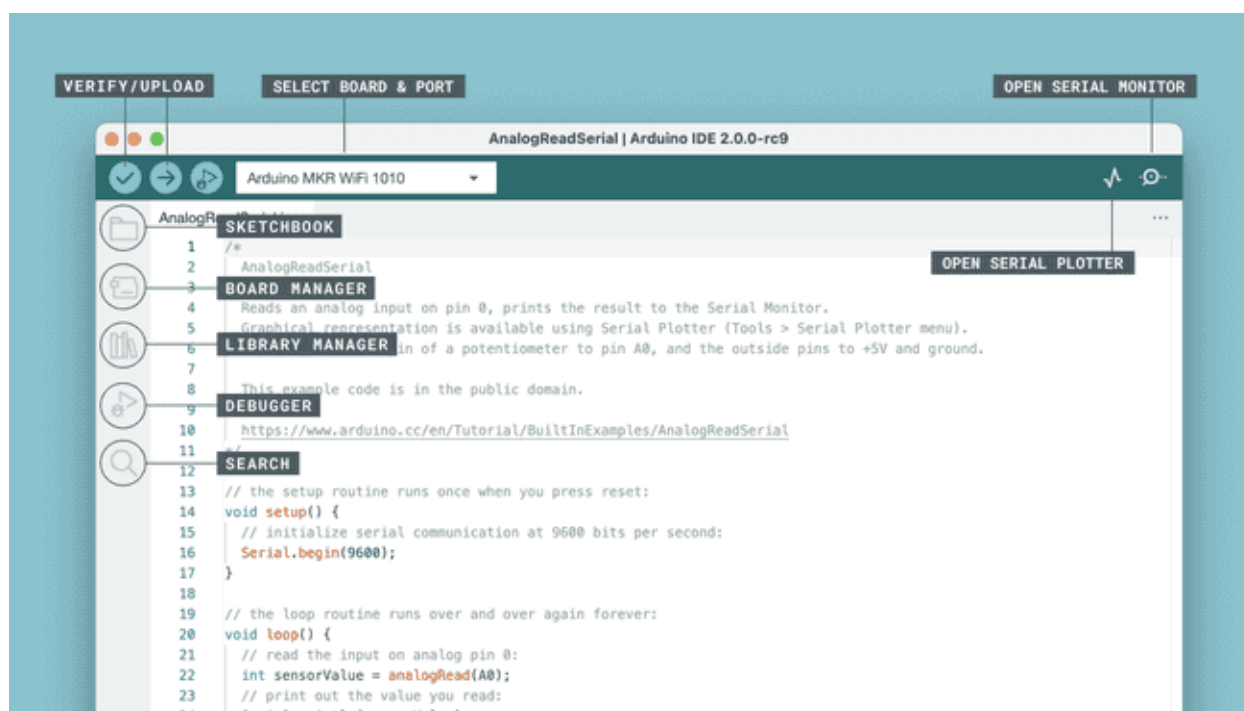 VERIFY/UPLOAD
SELECT BOARD & PORT
OPEN SERIAL MONITOR
AnalogReadSerial | Arduino IDE 2.0.0-rc9
Arduino MKR WiFi 1010
SKETCHBOOK
OPEN SERIAL PLOTTER
1 /*
2 AnalogReadSerial
3
BOARD MANAGER
4 Reads an analog input on pin 0, prints the result to the Serial Monitor.
5 Graphical representation is available using Serial Plotter (Tools > Serial Plotter menu).
LIBRARY MANAGER
6 of a potentiometer to pin A0, and the outside pins to +5V and ground.
7
8 This example code is in the public domain.
9
DEBUGGER
10 https://www.arduino.cc/en/Tutorial/BuiltInExamples/AnalogReadSerial
11 */
SEARCH
12
13 // the setup routine runs once when you press reset:
14 void setup() {
15 // initialize serial communication at 9600 bits per second:
16 Serial.begin(9600);
17 }
18
19 // the loop routine runs over and over again forever:
20 void loop() {
21 // read the input on analog pin 0:
22 int sensorValue = analogRead(A0);
23 // print out the value you read: